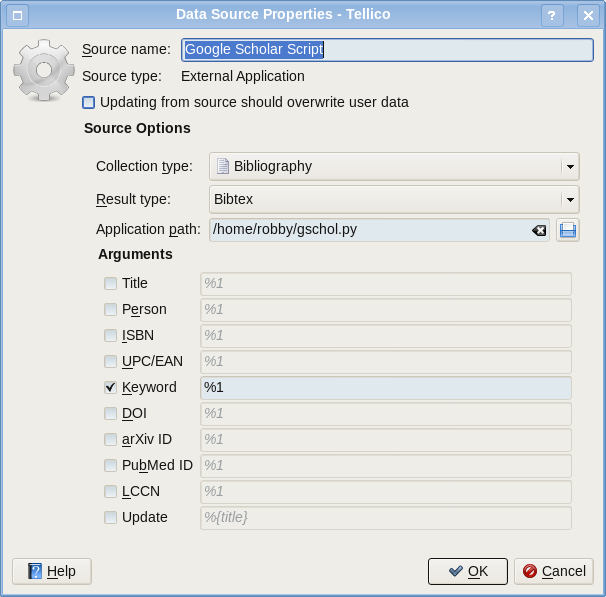 Data Source Properties - Tellico
?
Source name: Google Scholar Script
Source type: External Application
Updating from source should overwrite user data
Source Options
Collection type: Bibliography
Result type: Bibtex
Application path: /home/robby/gschol.py
Arguments
Title %1
Person %1
ISBN %1
UPC/EAN %1
Keyword %1
DOI %1
arXiv ID %1
PubMed ID %1
LCCN %1
Update %{title}
Help OK Cancel